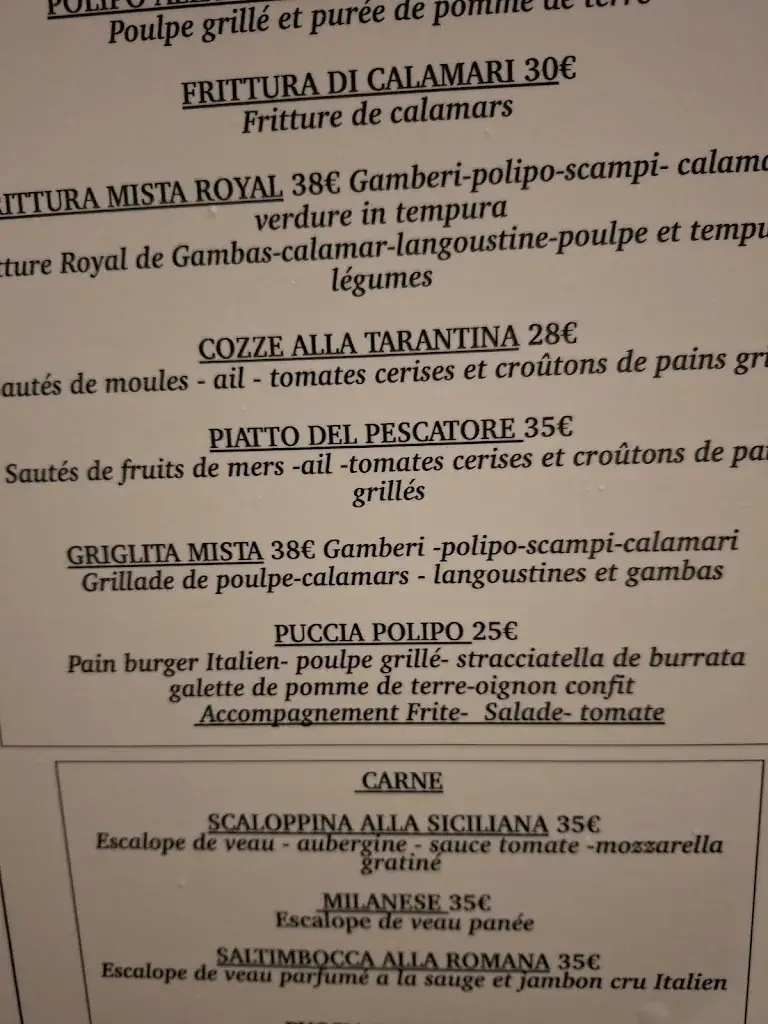 Poulpe grillé et purée de pomme de terre
FRITTURA DI CALAMARI 30€
Fritture de calamars
RITTURA MISTA ROYAL 38€ Gamberi-polipo-scampi- calama
verdure in tempura
ture Royal de Gambas-calamar-langoustine-poulpe et tempu
légumes
COZZE ALLA TARANTINA 28€
autés de moules - ail - tomates cerises et croûtons de pains gri
PIATTO DEL PESCATORE 35€
Sautés de fruits de mers -ail -tomates cerises et croûtons de pai
grillés
GRIGLITA MISTA 38€ Gamberi -polipo-scampi-calamari
Grillade de poulpe-calamars - langoustines et gambas
PUCCIA POLIPO 25€
Pain burger Italien- poulpe grillé- stracciatella de burrata
galette de pomme de terre-oignon confit
Accompagnement Frite- Salade- tomate
CARNE
SCALOPPINA ALLA SICILIANA 35€
Escalope de veau - aubergine - sauce tomate -mozzarella
gratiné
MILANESE 35€
Escalope de veau panée
SALTIMBOCCA ALLA ROMANA 35€
Escalope de veau parfumé a la sauge et jambon cru Italien